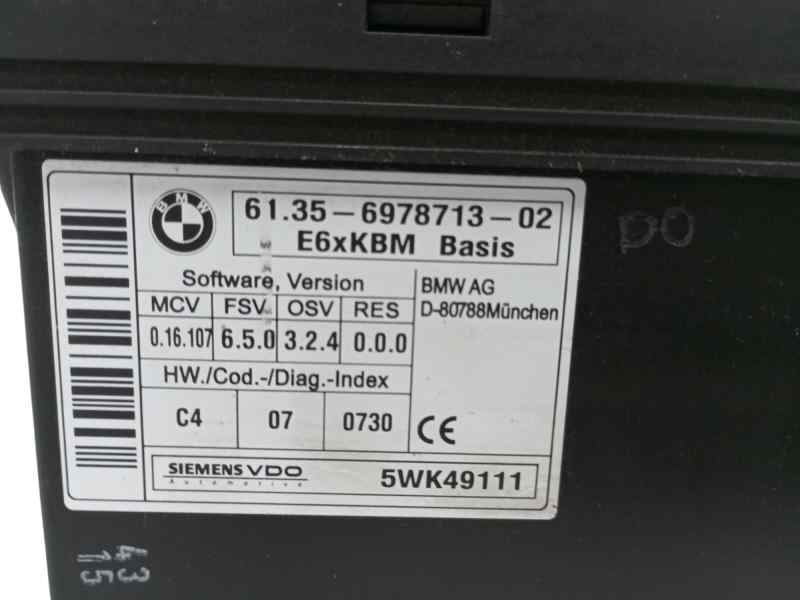 BMW
61.35-6978713-02
E6xKBM Basis
Software, Version
MCV FSV OSV RES
0.16.107 6.5.0 3.2.4 0.0.0
HW./Cod.-/Diag.-Index
C4 07 0730
BMW AG
D-80788München
CE
SIEMENS VDO
Automotive
5WK49111